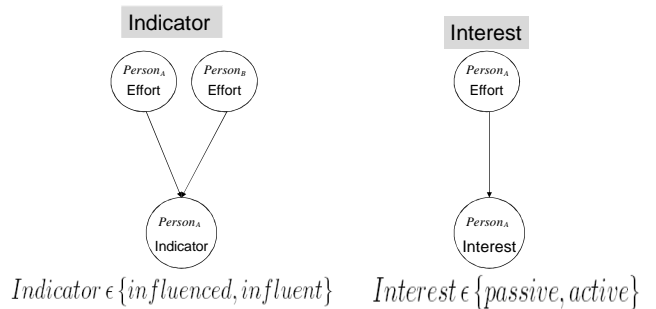 Indicator
Interest
Person_A
Effort
Person_B
Effort
Person_A
Effort
Person_A
Indicator
Person_A
Interest
Indicator ϵ {influenced, influent}
Interest ϵ {passive, active}